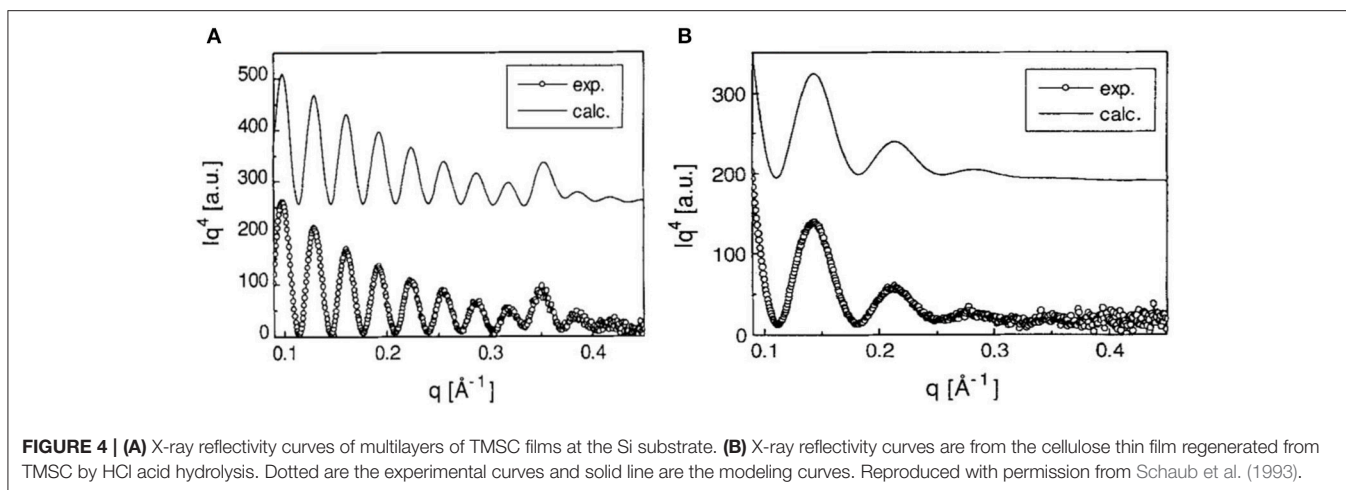 A
B
500
400
300
200
100
0
Iq⁴ [a.u.]
exp.
calc.
0.1 0.2 0.3 0.4
q [Å⁻¹]
300
200
100
0
Iq⁴ [a.u.]
exp.
calc.
0.1 0.2 0.3 0.4
q [Å⁻¹]
FIGURE 4 | (A) X-ray reflectivity curves of multilayers of TMSC films at the Si substrate. (B) X-ray reflectivity curves are from the cellulose thin film regenerated from
TMSC by HCl acid hydrolysis. Dotted are the experimental curves and solid line are the modeling curves. Reproduced with permission from Schaub et al. (1993).